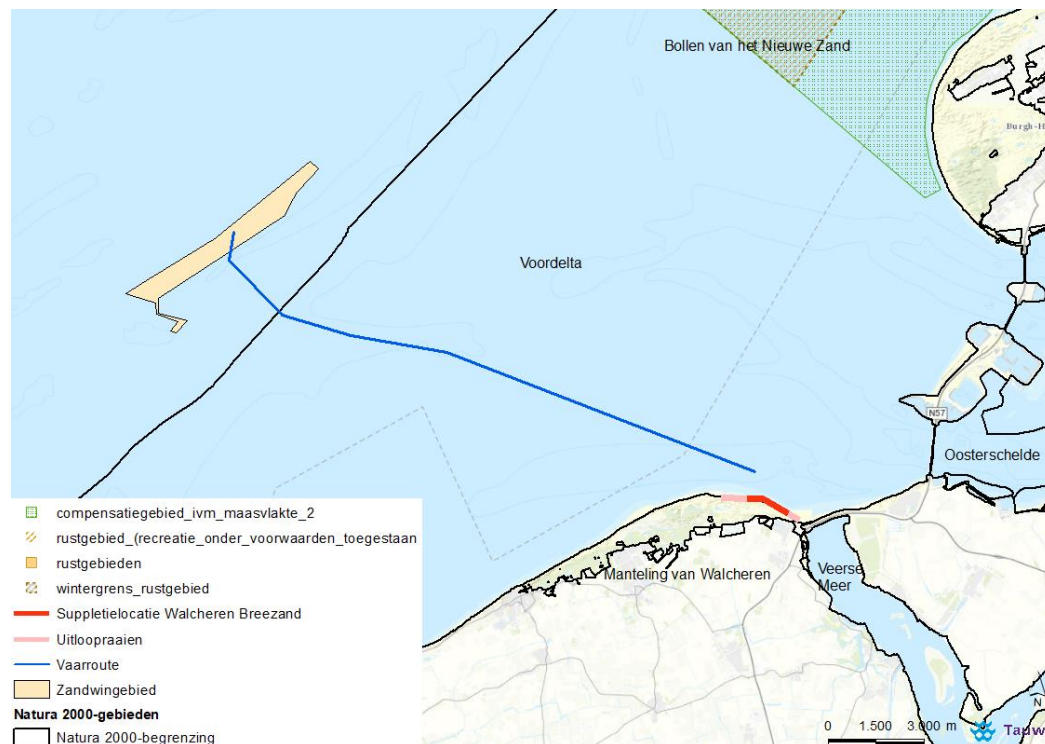 Bollen van het Nieuwe Zand
Burgh-H
Voordelta
N57
Oosterschelde
Manteling van Walcheren
Veerse
Meer
compensatiegebied_ivm_maasvlakte_2
rustgebied_(recreatie_onder_voorwaarden_toegestaan
rustgebieden
wintergrens_rustgebied
Suppletielocatie Walcheren Breezand
Uitloopraaien
Vaarroute
Zandwingebied
Natura 2000-gebieden
Natura 2000-begrenzing
0 1.500 3.000 m
N
Tauw